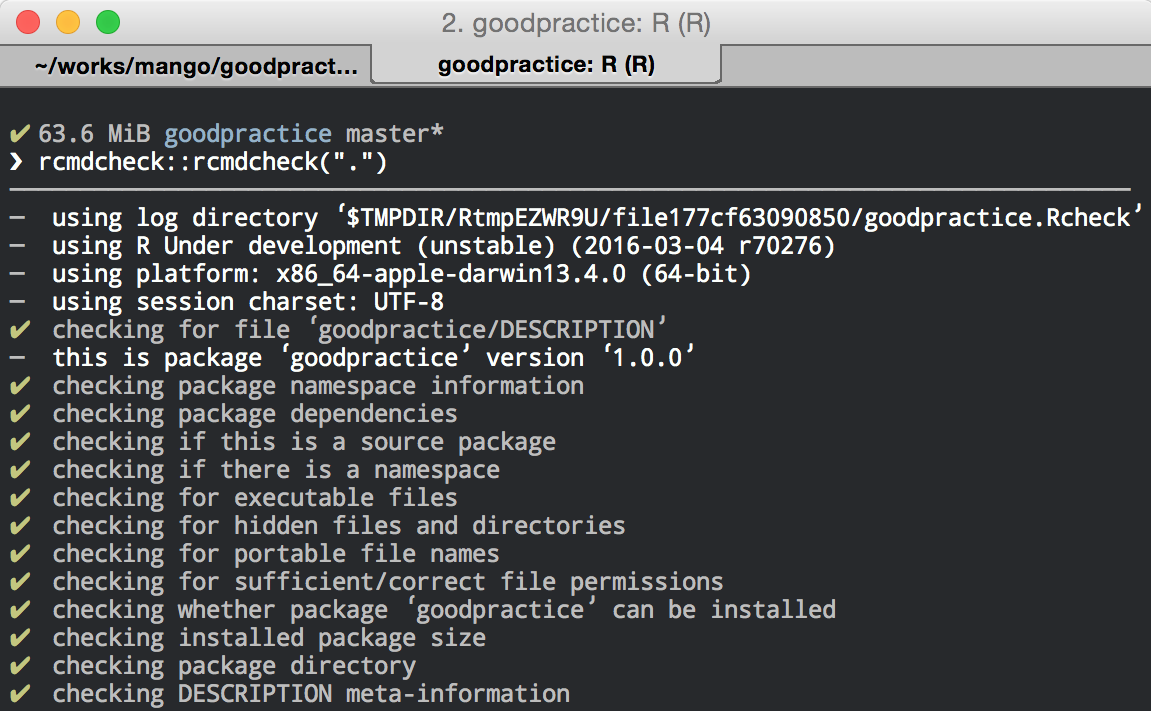 2. goodpractice: R (R)
~/works/mango/goodpract... goodpractice: R (R)
✔ 63.6 MiB goodpractice master*
❯ rcmdcheck::rcmdcheck(".")
─ using log directory ‘$TMPDIR/RtmpEZWR9U/file177cf63090850/goodpractice.Rcheck’
─ using R Under development (unstable) (2016-03-04 r70276)
─ using platform: x86_64-apple-darwin13.4.0 (64-bit)
─ using session charset: UTF-8
✔ checking for file ‘goodpractice/DESCRIPTION’
─ this is package ‘goodpractice’ version ‘1.0.0’
✔ checking package namespace information
✔ checking package dependencies
✔ checking if this is a source package
✔ checking if there is a namespace
✔ checking for executable files
✔ checking for hidden files and directories
✔ checking for portable file names
✔ checking for sufficient/correct file permissions
✔ checking whether package ‘goodpractice’ can be installed
✔ checking installed package size
✔ checking package directory
✔ checking DESCRIPTION meta-information